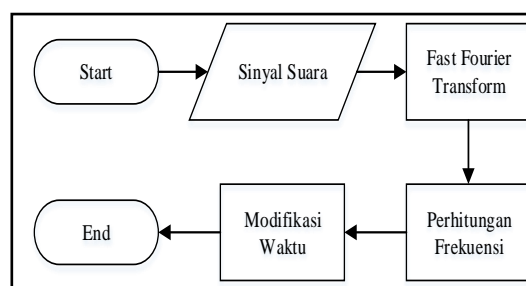 Start
Sinyal Suara
Fast Fourier
Transform
Perhitungan
Frekuensi
Modifikasi
Waktu
End